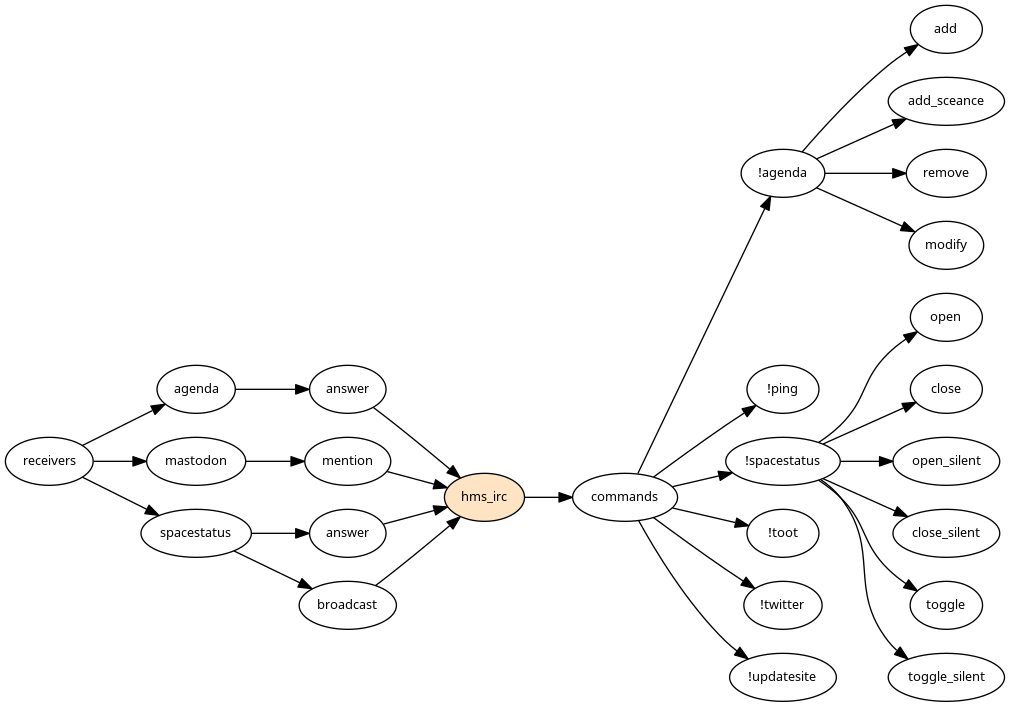 add
add_sceance
!agenda
remove
modify
open
agenda
answer
!ping
close
receivers
mastodon
mention
!spacestatus
open_silent
hms_irc
commands
spacestatus
answer
!toot
close_silent
broadcast
!twitter
toggle
!updatesite
toggle_silent